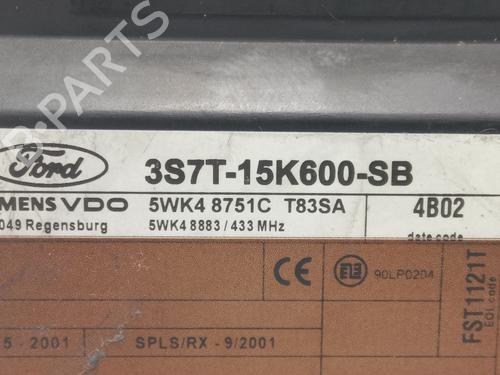 B-PARTS
Ford
3S7T-15K600-SB
MENS VDO 5WK4 8751C T83SA 4B02
049 Regensburg 5WK4 8883 / 433 MHz date code
CE 90LP0204
FST1121T
EOL code
5 - 2001 SPLS/RX - 9/2001